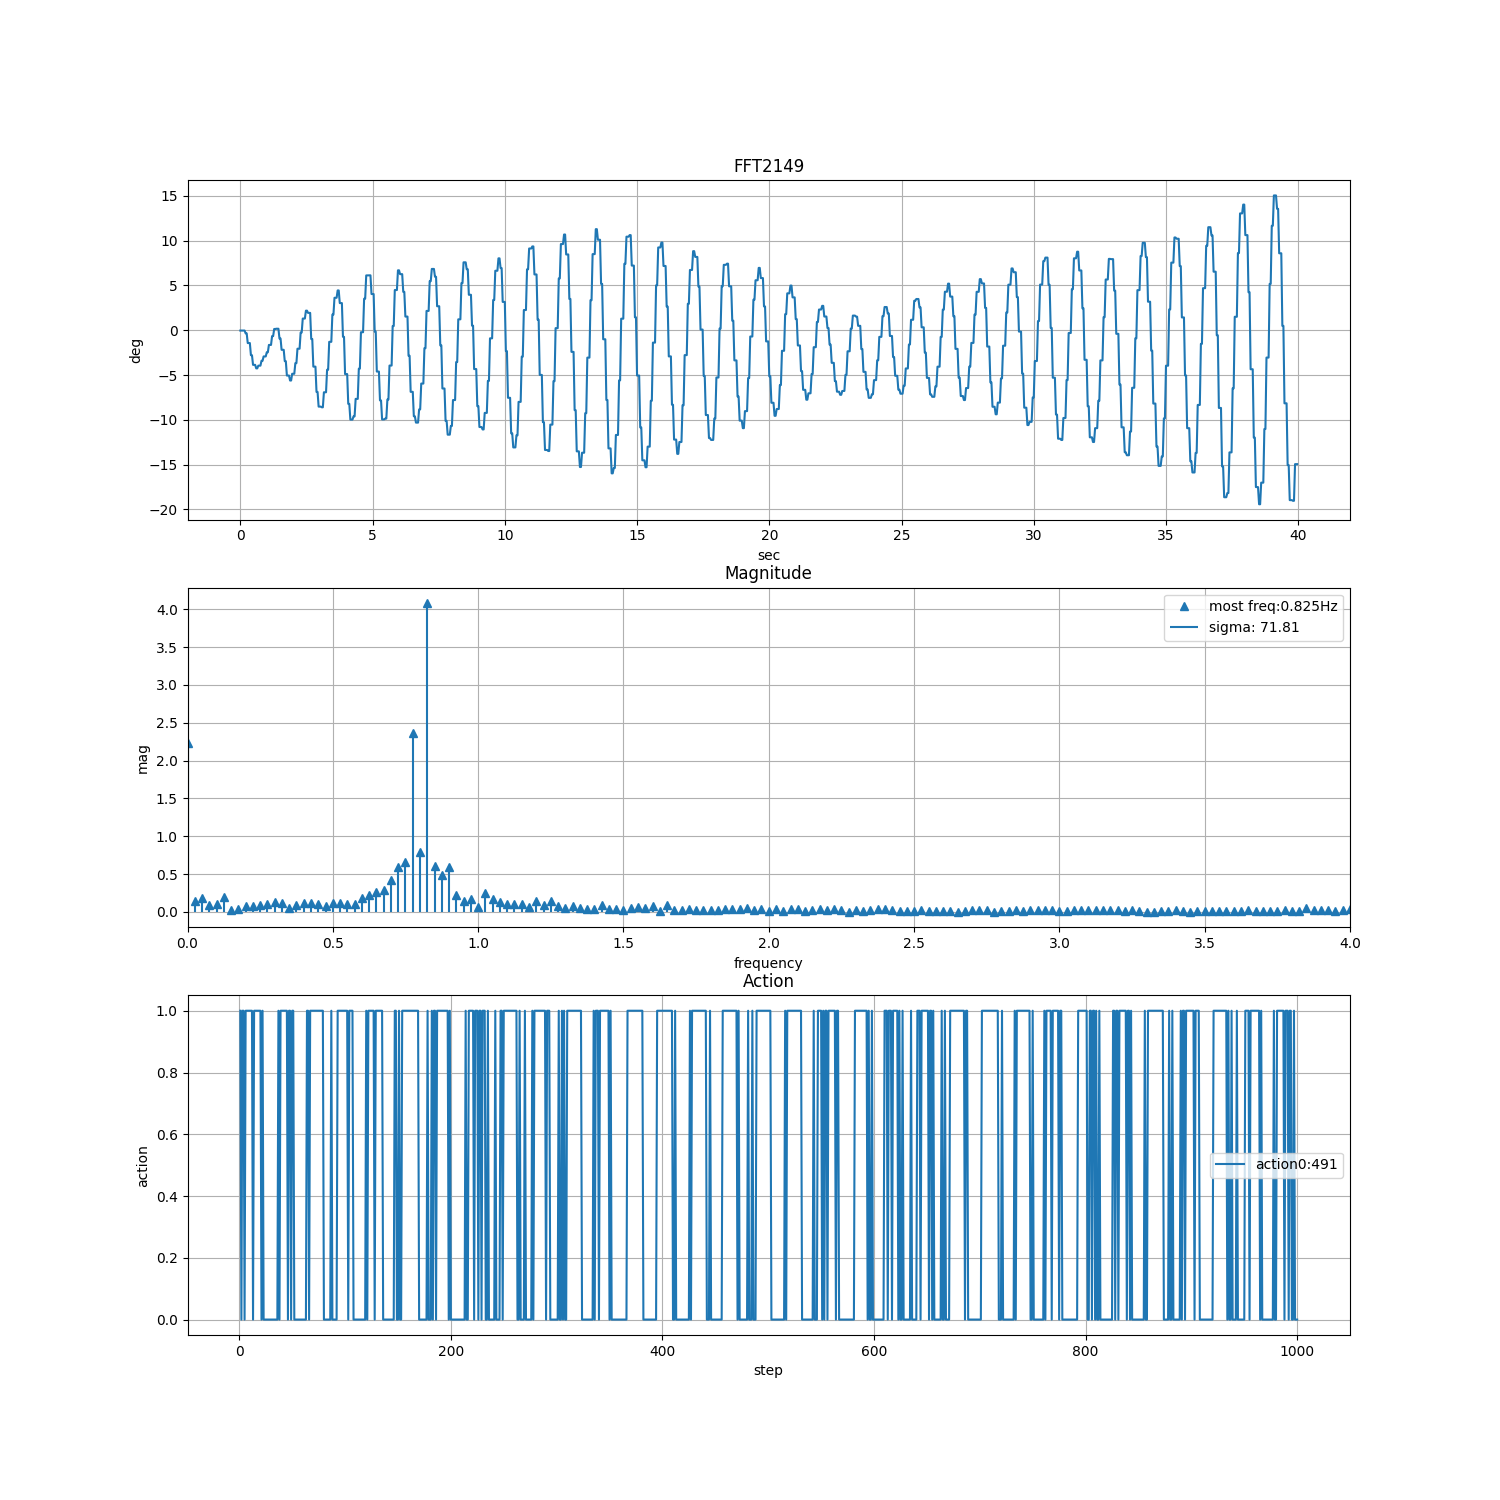 FFT2149
15
10
5
0
−5
−10
−15
−20
deg
0 5 10 15 20 25 30 35 40
sec
Magnitude
most freq:0.825Hz
sigma: 71.81
4.0
3.5
3.0
2.5
2.0
1.5
1.0
0.5
0.0
mag
0.0 0.5 1.0 1.5 2.0 2.5 3.0 3.5 4.0
frequency
Action
1.0
0.8
0.6
0.4
0.2
0.0
action
action0:491
0 200 400 600 800 1000
step